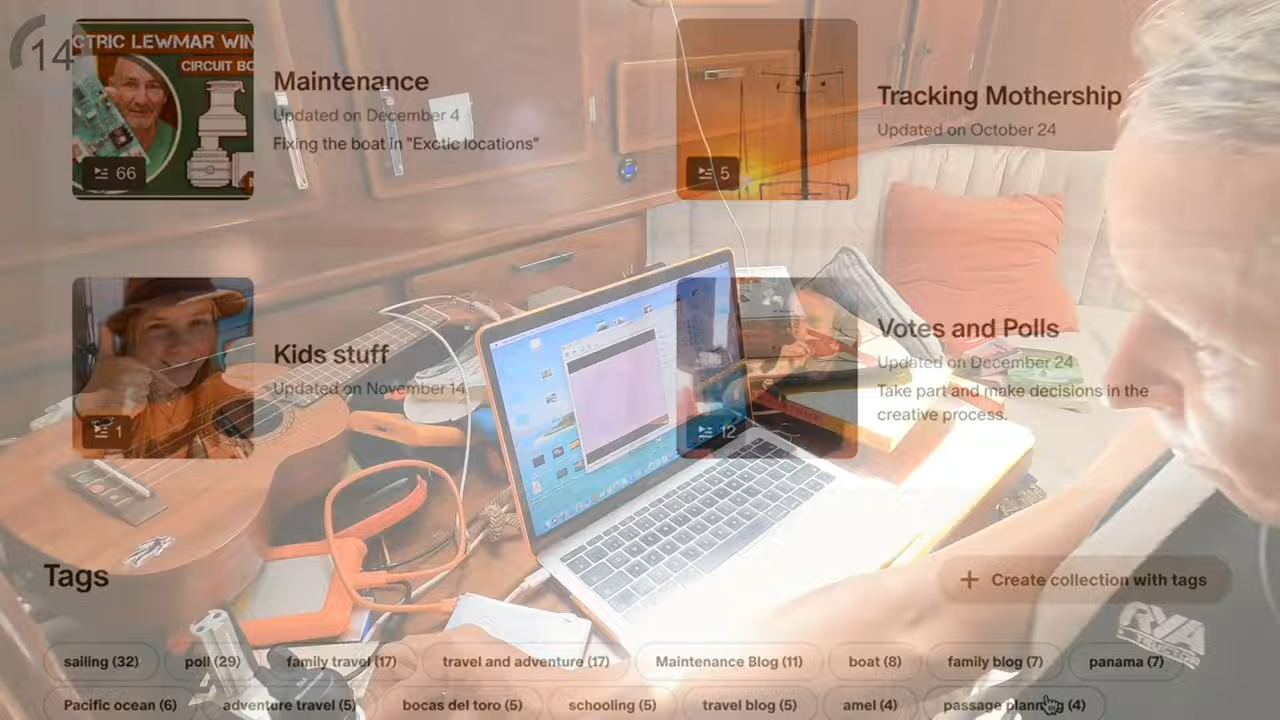 14
CTRIC LEWMAR WIN
CIRCUIT BO
66
Maintenance
Updated on December 4
Fixing the boat in "Exotic locations"
5
Tracking Mothership
Updated on October 24
1
Kids stuff
Updated on November 14
12
Votes and Polls
Updated on December 24
Take part and make decisions in the
creative process.
Tags
+ Create collection with tags
RYA
sailing (32) poll (29) family travel (17) travel and adventure (17) Maintenance Blog (11) boat (8) family blog (7) panama (7)
Pacific ocean (6) adventure travel (5) bocas del toro (5) schooling (5) travel blog (5) amel (4) passage planning (4)